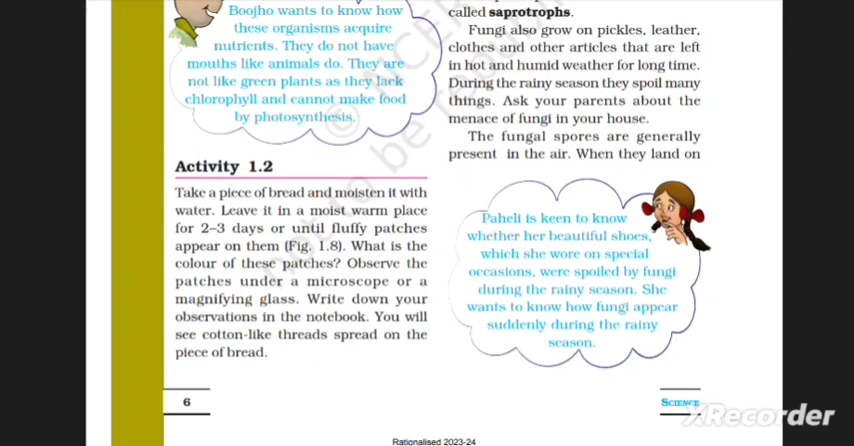 Boojho wants to know how
these organisms acquire
nutrients. They do not have
mouths like animals do. They are
not like green plants as they lack
chlorophyll and cannot make food
by photosynthesis.
Activity 1.2
Take a piece of bread and moisten it with
water. Leave it in a moist warm place
for 2–3 days or until fluffy patches
appear on them (Fig. 1.8). What is the
colour of these patches? Observe the
patches under a microscope or a
magnifying glass. Write down your
observations in the notebook. You will
see cotton-like threads spread on the
piece of bread.
called saprotrophs.
Fungi also grow on pickles, leather,
clothes and other articles that are left
in hot and humid weather for long time.
During the rainy season they spoil many
things. Ask your parents about the
menace of fungi in your house.
The fungal spores are generally
present in the air. When they land on
Paheli is keen to know
whether her beautiful shoes,
which she wore on special
occasions, were spoiled by fungi
during the rainy season. She
wants to know how fungi appear
suddenly during the rainy
season.
6
SCIENCE
XRecorder
Rationalised 2023-24
© NCE
not to be repu